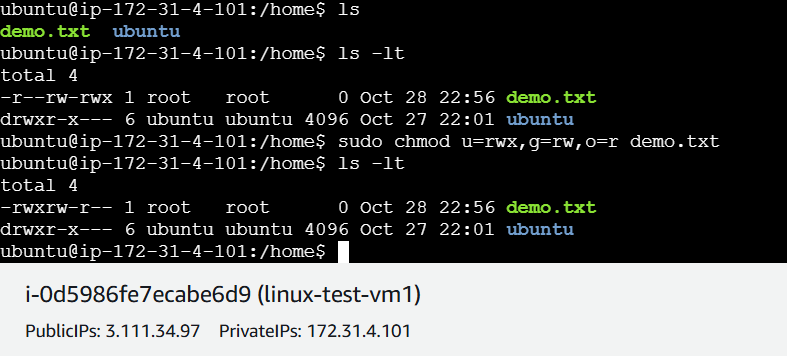 ubuntu@ip-172-31-4-101:/home$ ls
demo.txt  ubuntu
ubuntu@ip-172-31-4-101:/home$ ls -lt
total 4
-r--rw-rwx 1 root   root      0 Oct 28 22:56 demo.txt
drwxr-x--- 6 ubuntu ubuntu 4096 Oct 27 22:01 ubuntu
ubuntu@ip-172-31-4-101:/home$ sudo chmod u=rwx,g=rw,o=r demo.txt
ubuntu@ip-172-31-4-101:/home$ ls -lt
total 4
-rwxrw-r-- 1 root   root      0 Oct 28 22:56 demo.txt
drwxr-x--- 6 ubuntu ubuntu 4096 Oct 27 22:01 ubuntu
ubuntu@ip-172-31-4-101:/home$
i-0d5986fe7ecabe6d9 (linux-test-vm1)
PublicIPs: 3.111.34.97    PrivateIPs: 172.31.4.101